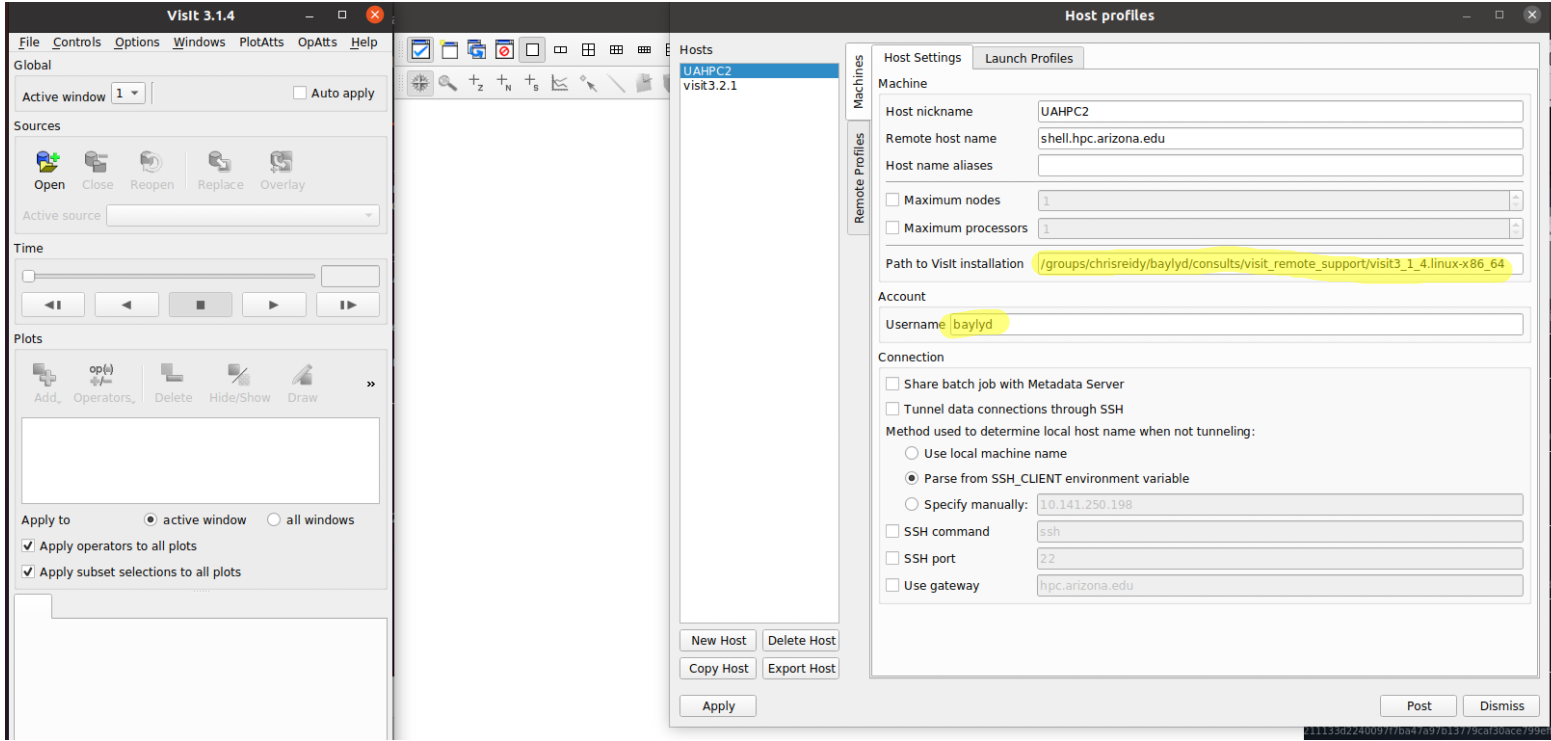 VisIt 3.1.4
File Controls Options Windows PlotAtts OpAtts Help
Global
Active window 1
Auto apply
Sources
Open Close Reopen Replace Overlay
Active source
Time
Plots
Add Operators Delete Hide/Show Draw
»
Apply to active window all windows
Apply operators to all plots
Apply subset selections to all plots
Host profiles
Hosts
UAHPC2
visit3.2.1
New Host Delete Host
Copy Host Export Host
Machines
Remote Profiles
Host Settings Launch Profiles
Machine
Host nickname UAHPC2
Remote host name shell.hpc.arizona.edu
Host name aliases
Maximum nodes 1
Maximum processors 1
Path to VisIt installation /groups/chrisreidy/baylyd/consults/visit_remote_support/visit3_1_4.linux-x86_64
Account
Username baylyd
Connection
Share batch job with Metadata Server
Tunnel data connections through SSH
Method used to determine local host name when not tunneling:
Use local machine name
Parse from SSH_CLIENT environment variable
Specify manually: 10.141.250.198
SSH command ssh
SSH port 22
Use gateway hpc.arizona.edu
Apply Post Dismiss